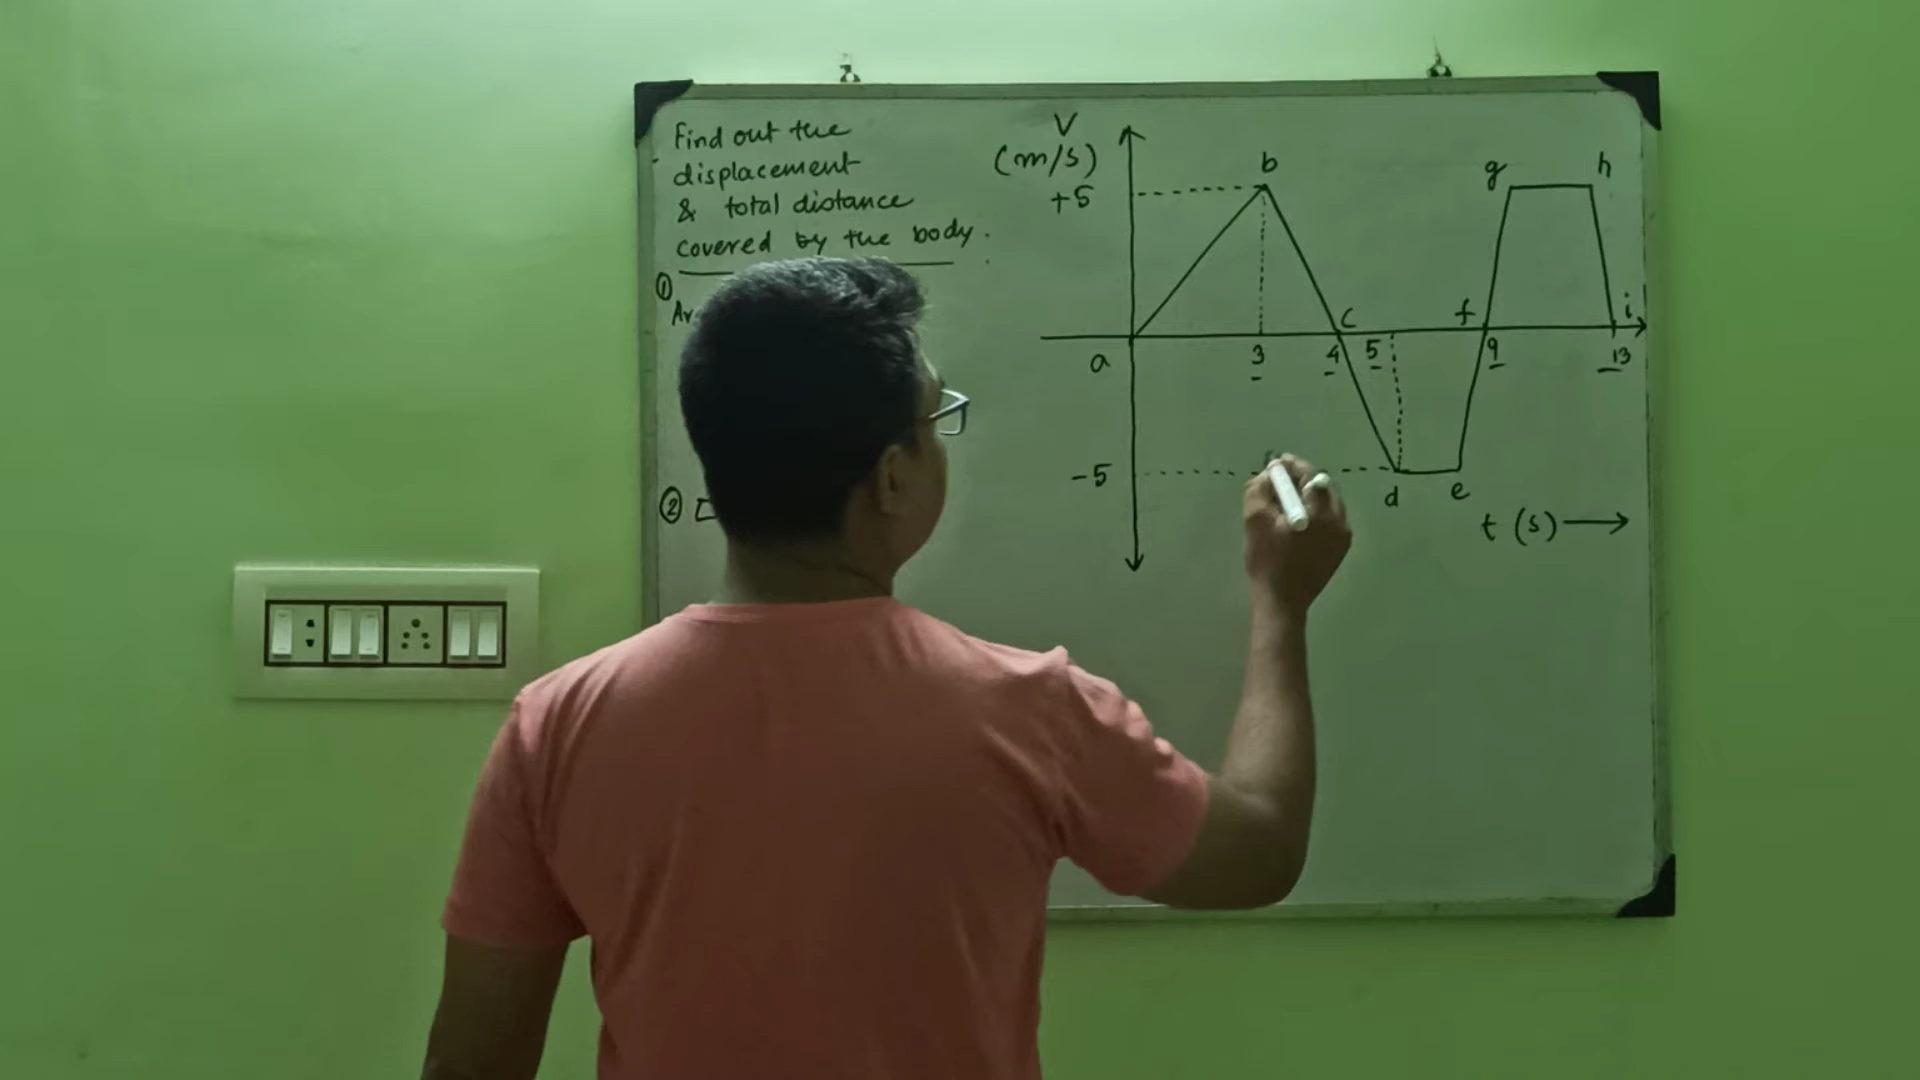 Find out the
displacement
& total distance
covered by the body.
①
②
V
(m/s)
+5
-5
a
b
c
d
e
f
g
h
i
3
4
5
9
13
t (s)